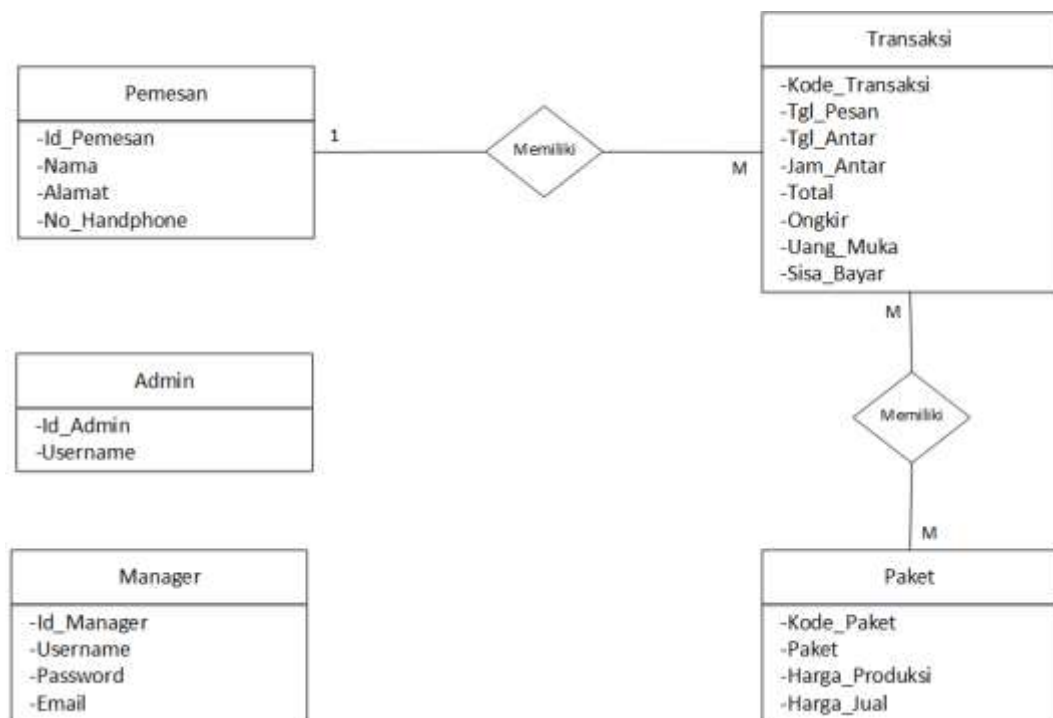 Pemesan
-Id_Pemesan
-Nama
-Alamat
-No_Handphone
1
Memiliki
M
Transaksi
-Kode_Transaksi
-Tgl_Pesan
-Tgl_Antar
-Jam_Antar
-Total
-Ongkir
-Uang_Muka
-Sisa_Bayar
M
Memiliki
M
Admin
-Id_Admin
-Username
Manager
-Id_Manager
-Username
-Password
-Email
Paket
-Kode_Paket
-Paket
-Harga_Produksi
-Harga_Jual